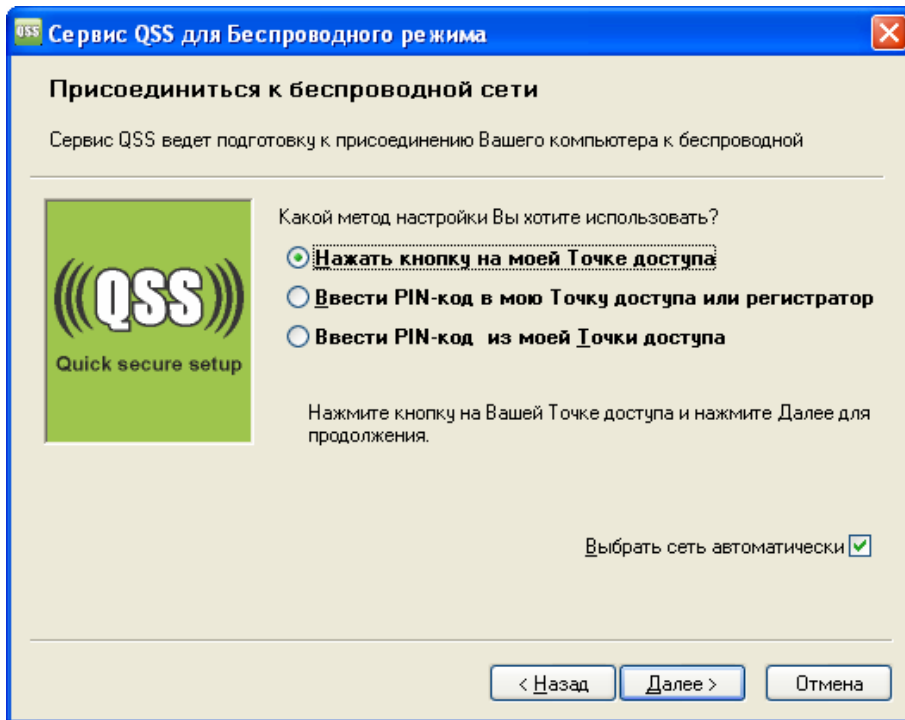 QSS Сервис QSS для Беспроводного режима
Присоединиться к беспроводной сети
Сервис QSS ведет подготовку к присоединению Вашего компьютера к беспроводной
QSS
Quick secure setup
Какой метод настройки Вы хотите использовать?
Нажать кнопку на моей Точке доступа
Ввести PIN-код в мою Точку доступа или регистратор
Ввести PIN-код из моей Точки доступа
Нажмите кнопку на Вашей Точке доступа и нажмите Далее для
продолжения.
Выбрать сеть автоматически
< Назад
Далее >
Отмена